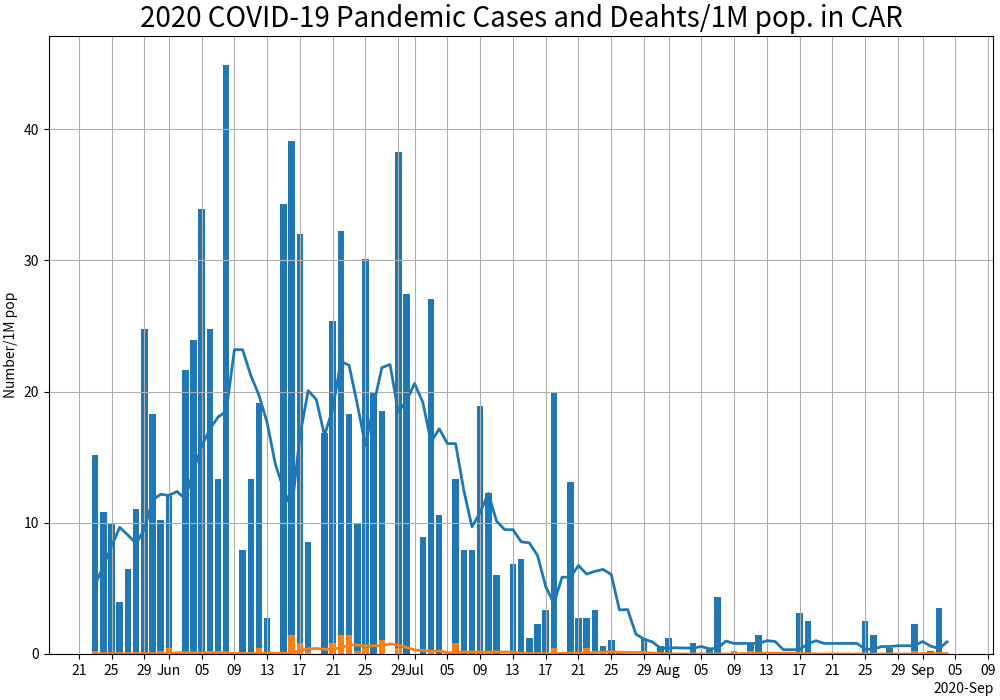 2020 COVID-19 Pandemic Cases and Deahts/1M pop. in CAR
Number/1M pop
40
30
20
10
0
21 25 29 Jun 05 09 13 17 21 25 29 Jul 05 09 13 17 21 25 29 Aug 05 09 13 17 21 25 29 Sep 05 09
2020-Sep